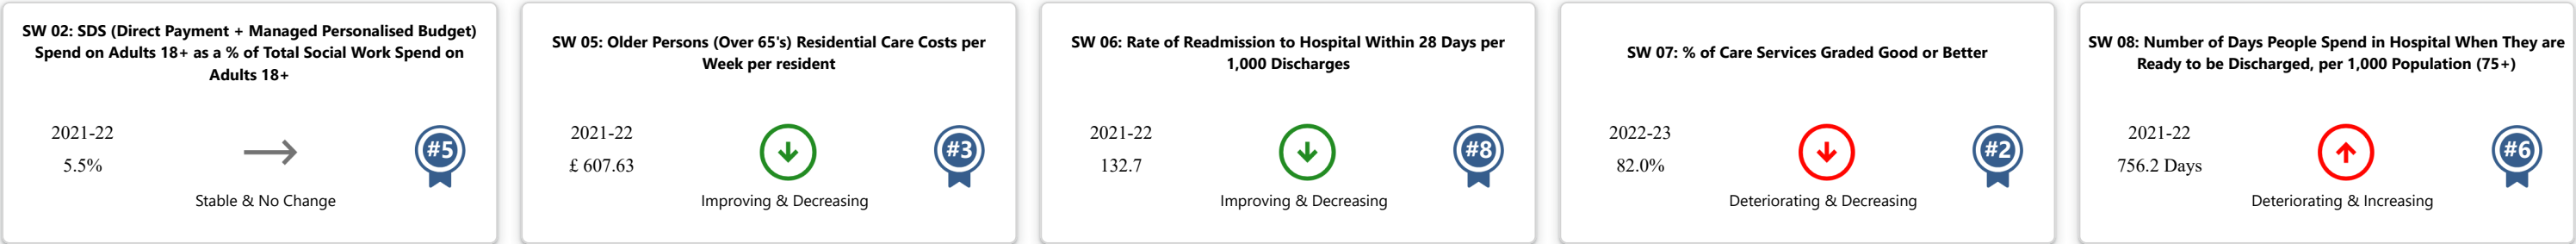 SW 02: SDS (Direct Payment + Managed Personalised Budget)
Spend on Adults 18+ as a % of Total Social Work Spend on
Adults 18+
2021-22
5.5%
#5
Stable & No Change
SW 05: Older Persons (Over 65's) Residential Care Costs per
Week per resident
2021-22
£ 607.63
#3
Improving & Decreasing
SW 06: Rate of Readmission to Hospital Within 28 Days per
1,000 Discharges
2021-22
132.7
#8
Improving & Decreasing
SW 07: % of Care Services Graded Good or Better
2022-23
82.0%
#2
Deteriorating & Decreasing
SW 08: Number of Days People Spend in Hospital When They are
Ready to be Discharged, per 1,000 Population (75+)
2021-22
756.2 Days
#6
Deteriorating & Increasing